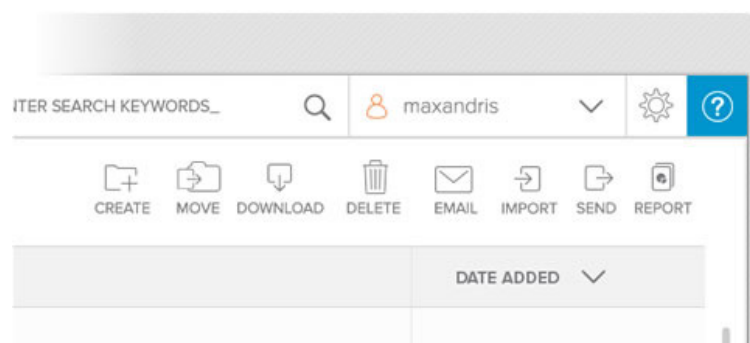 NTER SEARCH KEYWORDS_ maxandris ?
CREATE MOVE DOWNLOAD DELETE EMAIL IMPORT SEND REPORT
DATE ADDED